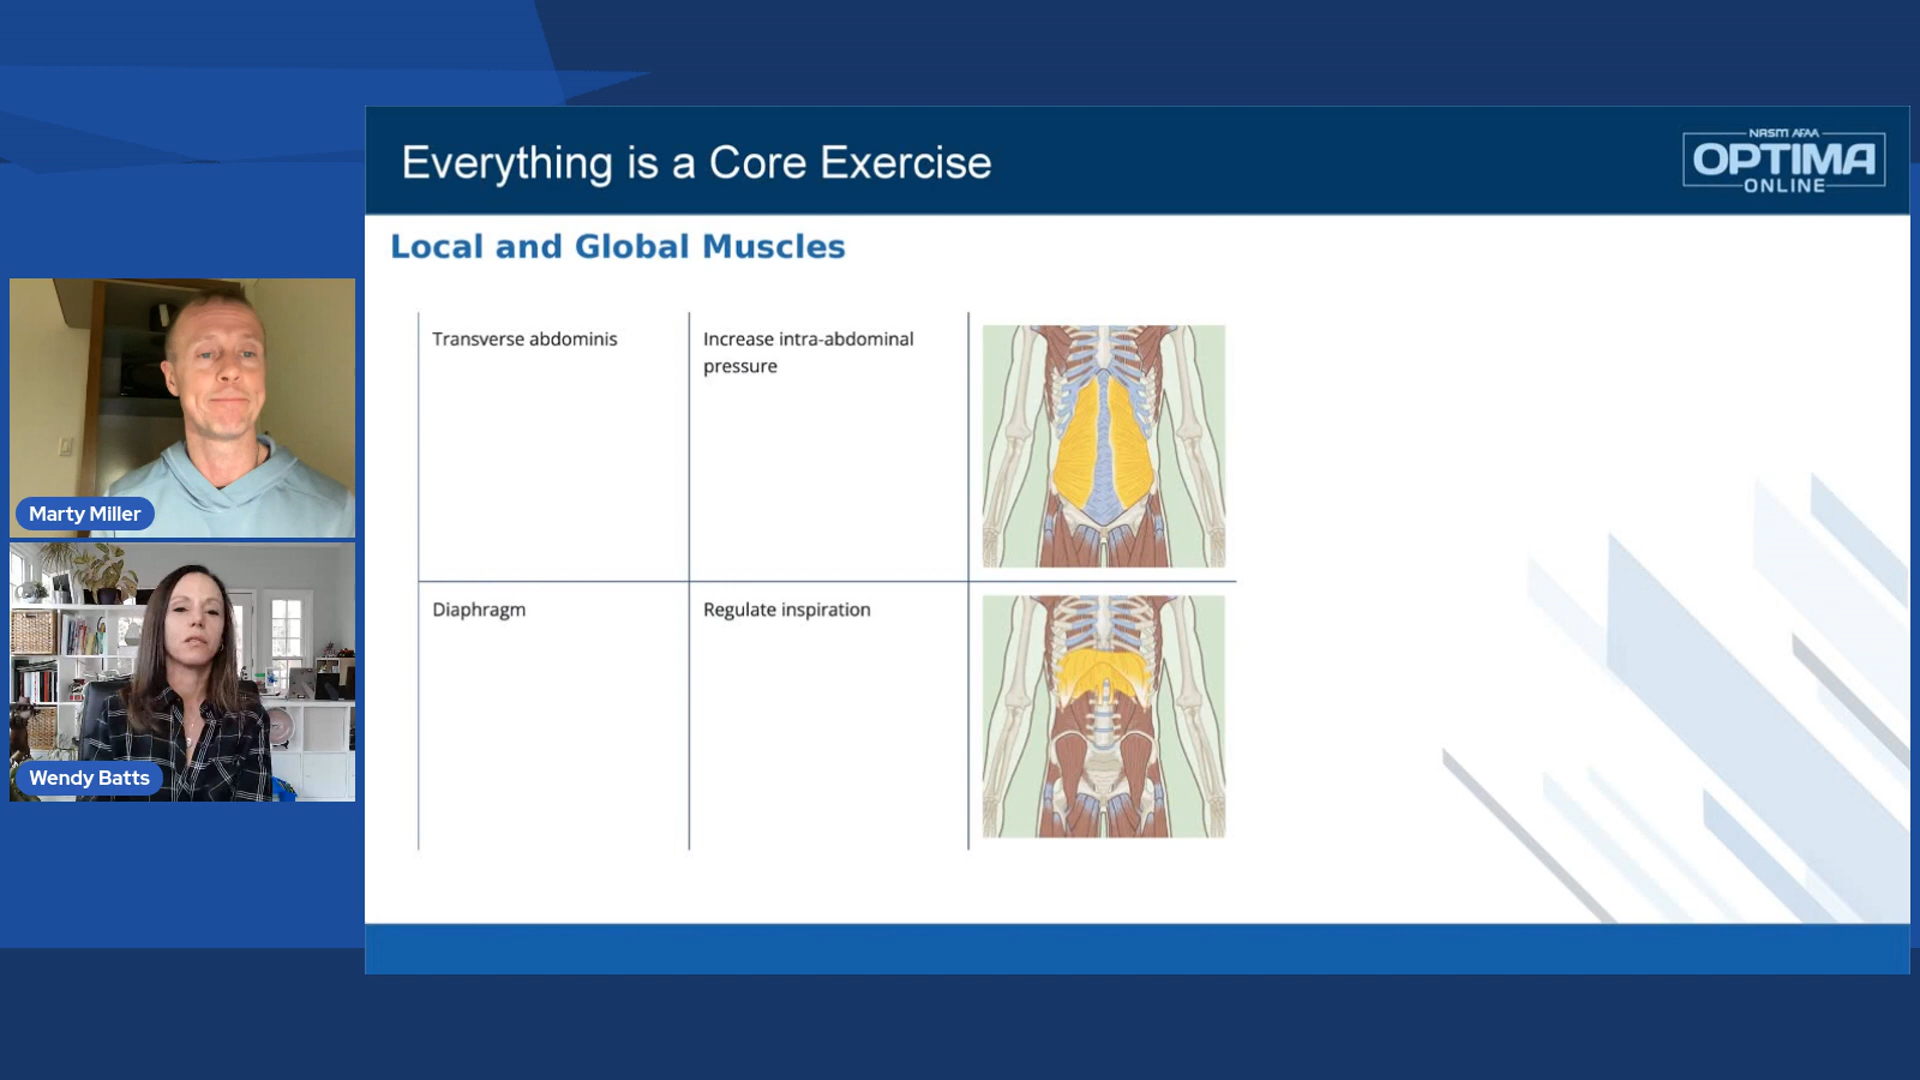 Everything is a Core Exercise
NASM AFAA
OPTIMA
ONLINE
Local and Global Muscles
Transverse abdominis
Increase intra-abdominal
pressure
Diaphragm
Regulate inspiration
Marty Miller
Wendy Batts